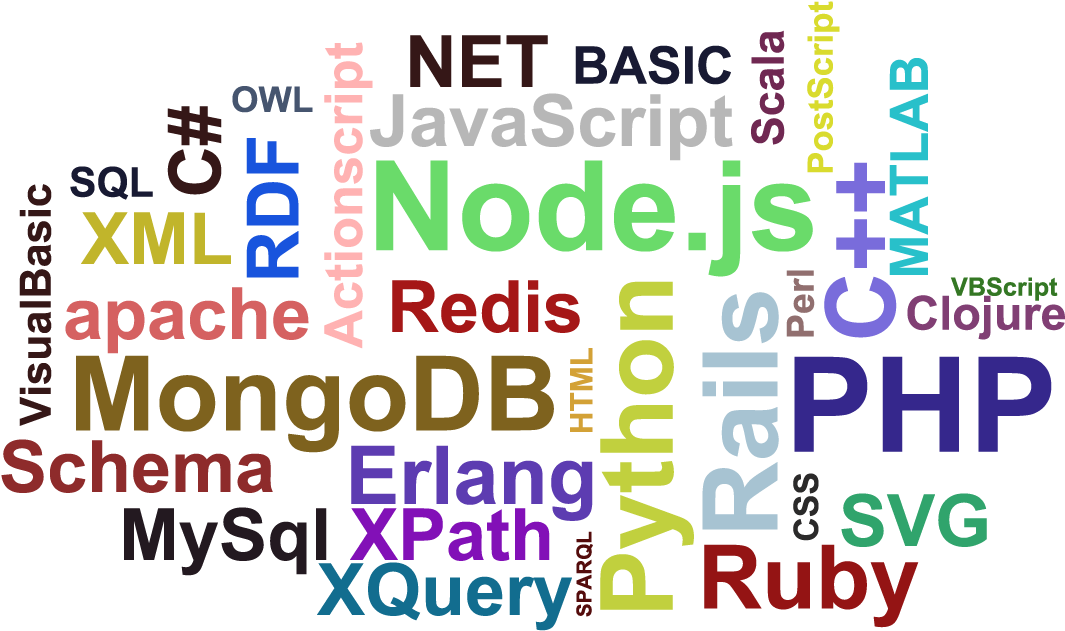 NET
BASIC
Scala
PostScript
MATLAB
OWL
JavaScript
Actionscript
C#
RDF
SQL
Node.js
C++
VisualBasic
XML
apache
Redis
Python
Rails
Perl
VBScript
Clojure
MongoDB
HTML
PHP
Schema
Erlang
CSS
SVG
MySql
XPath
SPARQL
XQuery
Ruby